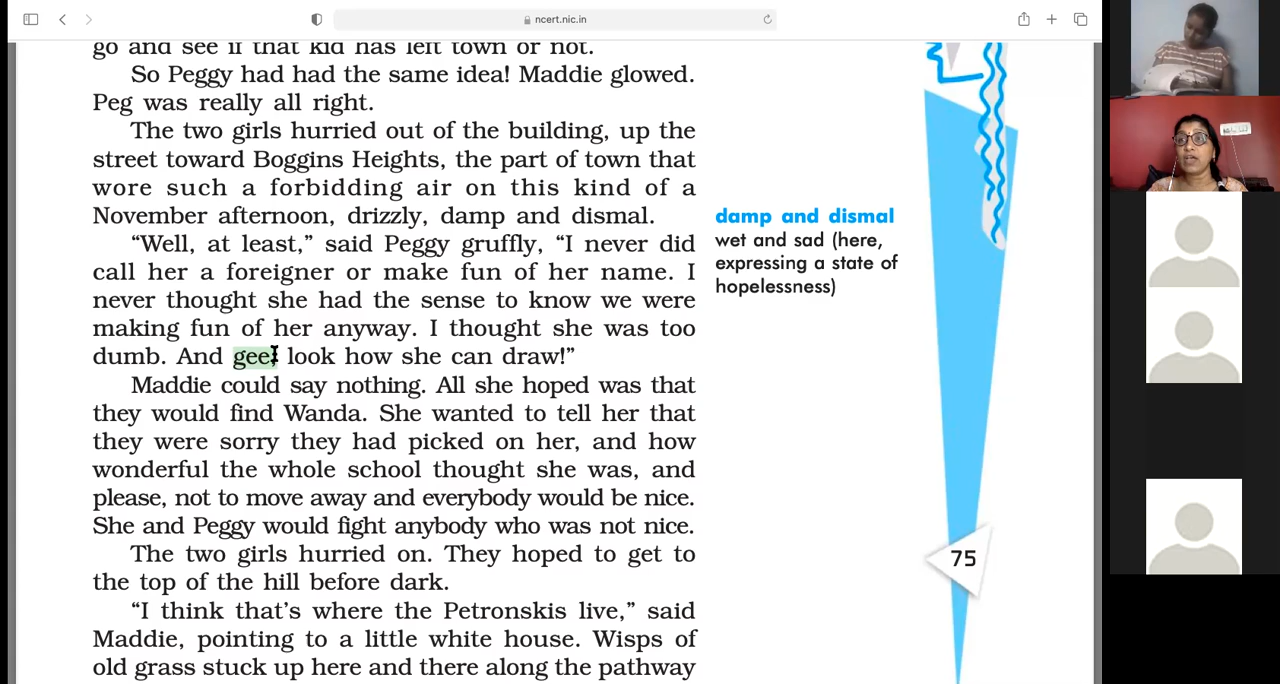 ncert.nic.in
go and see if that kid has left town or not.
So Peggy had had the same idea! Maddie glowed.
Peg was really all right.
The two girls hurried out of the building, up the
street toward Boggins Heights, the part of town that
wore such a forbidding air on this kind of a
November afternoon, drizzly, damp and dismal.
“Well, at least,” said Peggy gruffly, “I never did
call her a foreigner or make fun of her name. I
never thought she had the sense to know we were
making fun of her anyway. I thought she was too
dumb. And gee, look how she can draw!”
Maddie could say nothing. All she hoped was that
they would find Wanda. She wanted to tell her that
they were sorry they had picked on her, and how
wonderful the whole school thought she was, and
please, not to move away and everybody would be nice.
She and Peggy would fight anybody who was not nice.
The two girls hurried on. They hoped to get to
the top of the hill before dark.
“I think that’s where the Petronskis live,” said
Maddie, pointing to a little white house. Wisps of
old grass stuck up here and there along the pathway
damp and dismal
wet and sad (here,
expressing a state of
hopelessness)
75